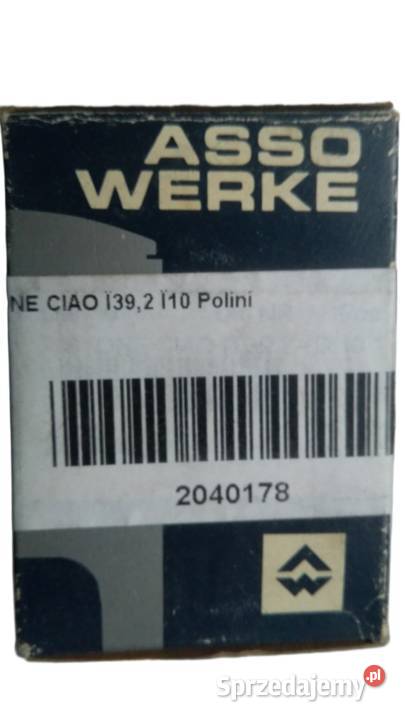 ASSO
WERKE
NE CIAO Ï39,2 Ï10 Polini
2040178
Sprzedajemy.pl